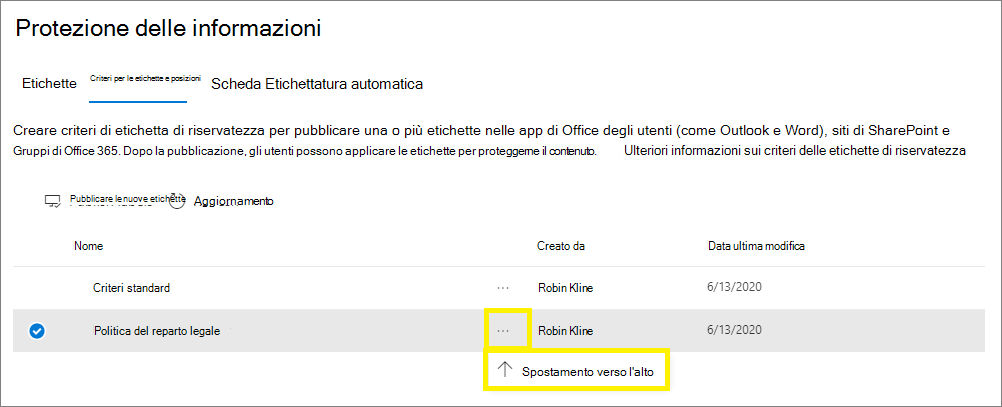 Protezione delle informazioni
Etichette Criteri per le etichette e posizioni Scheda Etichettatura automatica
Creare criteri di etichetta di riservatezza per pubblicare una o più etichette nelle app di Office degli utenti (come Outlook e Word), siti di SharePoint e
Gruppi di Office 365. Dopo la pubblicazione, gli utenti possono applicare le etichette per proteggerne il contenuto. Ulteriori informazioni sui criteri delle etichette di riservatezza
Pubblicare le nuove etichette Aggiornamento
Nome Creato da Data ultima modifica
Criteri standard ... Robin Kline 6/13/2020
Politica del reparto legale ... Robin Kline 6/13/2020
Spostamento verso l'alto